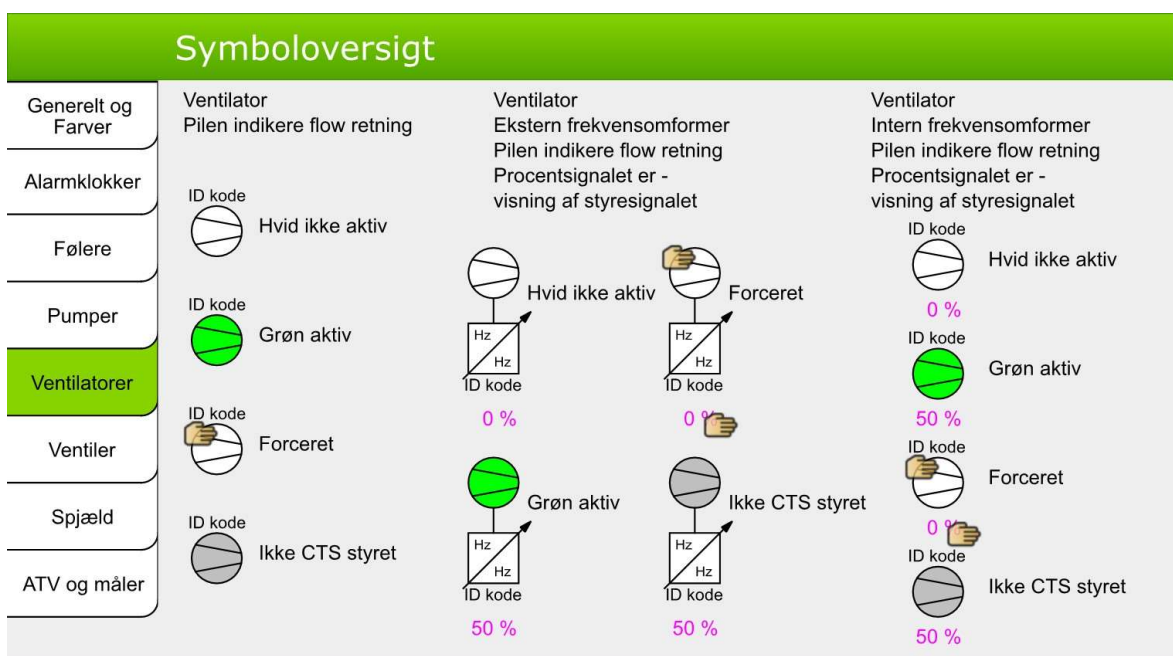 Symboloversigt
Generelt og
Farver
Alarmklokker
Følere
Pumper
Ventilatorer
Ventiler
Spjæld
ATV og måler
Ventilator
Pilen indikere flow retning
ID kode
Hvid ikke aktiv
ID kode
Grøn aktiv
ID kode
Forceret
ID kode
Ikke CTS styret
Ventilator
Ekstern frekvensomformer
Pilen indikere flow retning
Procentsignalet er -
visning af styresignalet
Hvid ikke aktiv
Hz
Hz
ID kode
0 %
Forceret
Hz
Hz
ID kode
0 %
Grøn aktiv
Hz
Hz
ID kode
50 %
Ikke CTS styret
Hz
Hz
ID kode
50 %
Ventilator
Intern frekvensomformer
Pilen indikere flow retning
Procentsignalet er -
visning af styresignalet
ID kode
Hvid ikke aktiv
0 %
ID kode
Grøn aktiv
50 %
ID kode
Forceret
0 %
ID kode
Ikke CTS styret
50 %